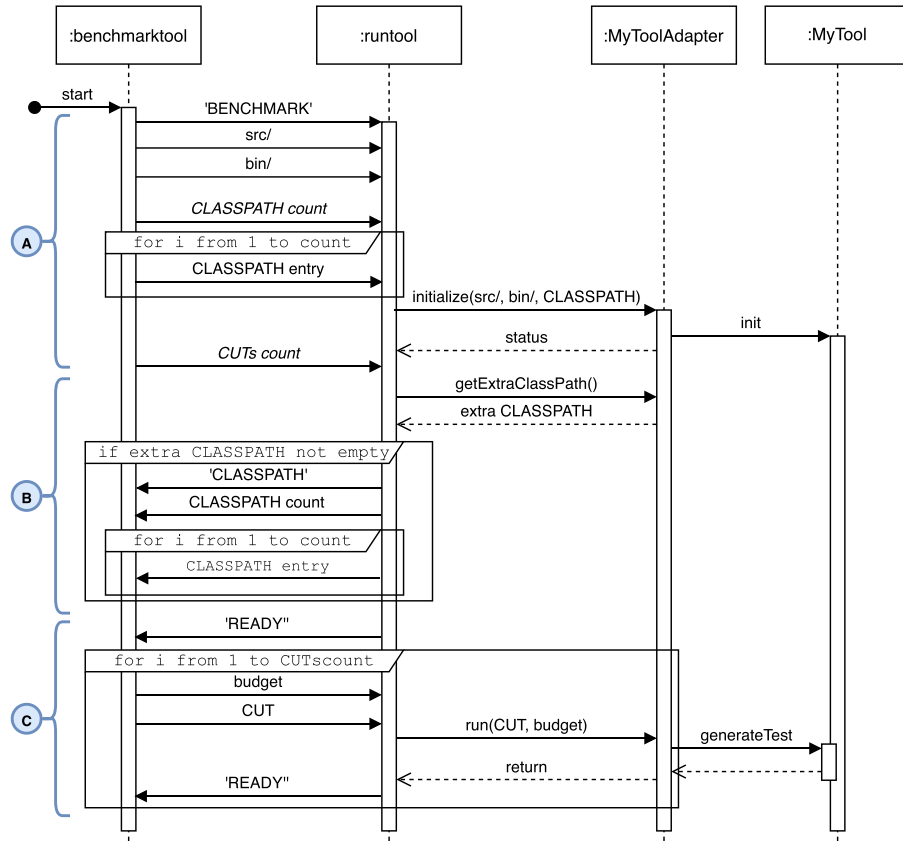 :benchmarktool
:runtool
:MyToolAdapter
:MyTool
start
'BENCHMARK'
src/
bin/
CLASSPATH count
A
for i from 1 to count
CLASSPATH entry
initialize(src/, bin/, CLASSPATH)
init
status
CUTs count
getExtraClassPath()
extra CLASSPATH
if extra CLASSPATH not empty
'CLASSPATH'
B
CLASSPATH count
for i from 1 to count
CLASSPATH entry
'READY"
for i from 1 to CUTscount
budget
C
CUT
run(CUT, budget)
generateTest
return
'READY"